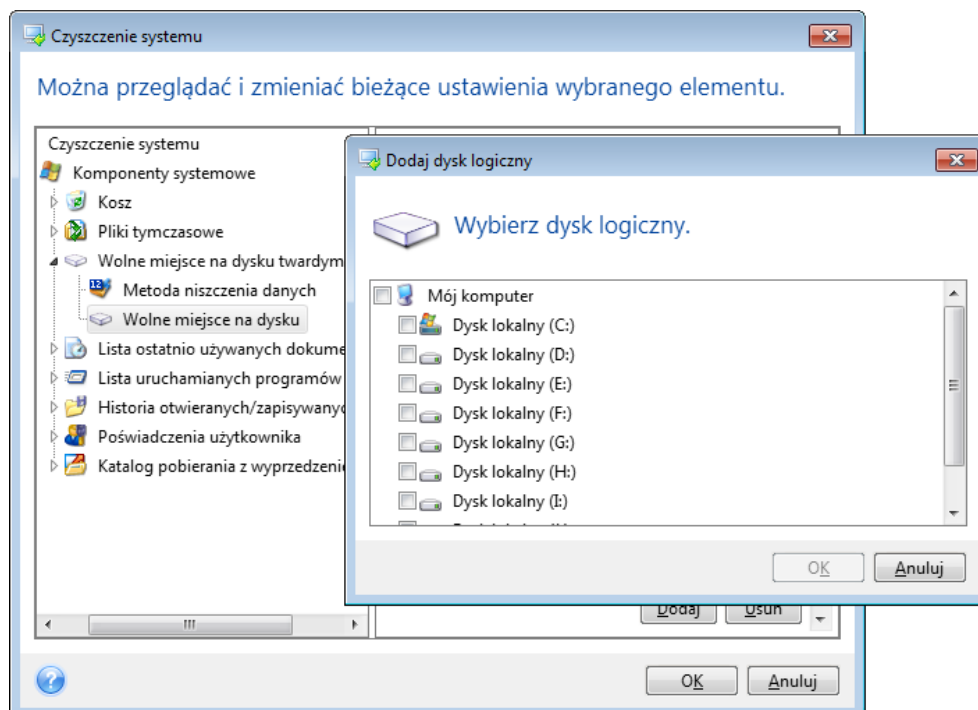 Czyszczenie systemu
Można przeglądać i zmieniać bieżące ustawienia wybranego elementu.
Czyszczenie systemu
Komponenty systemowe
Kosz
Pliki tymczasowe
Wolne miejsce na dysku twardym
Metoda niszczenia danych
Wolne miejsce na dysku
Lista ostatnio używanych dokume
Lista uruchamianych programów
Historia otwieranych/zapisywanyc
Poświadczenia użytkownika
Katalog pobierania z wyprzedzenie
Dodaj dysk logiczny
Wybierz dysk logiczny.
Mój komputer
Dysk lokalny (C:)
Dysk lokalny (D:)
Dysk lokalny (E:)
Dysk lokalny (F:)
Dysk lokalny (G:)
Dysk lokalny (H:)
Dysk lokalny (I:)
OK Anuluj
Dodaj Usuń
OK Anuluj